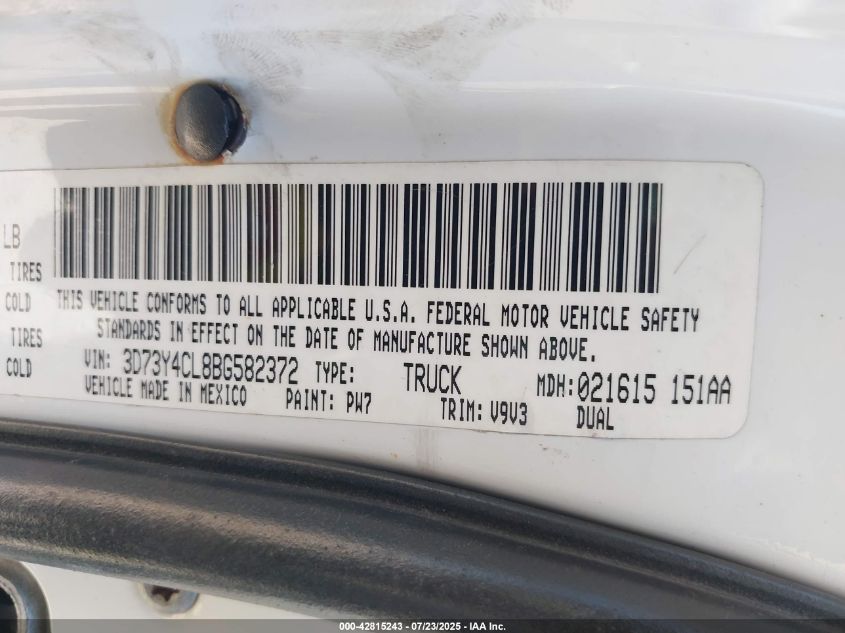 LB
TIRES
COLD
TIRES
COLD
THIS VEHICLE CONFORMS TO ALL APPLICABLE U.S.A. FEDERAL MOTOR VEHICLE SAFETY
STANDARDS IN EFFECT ON THE DATE OF MANUFACTURE SHOWN ABOVE.
VIN: 3D73Y4CL8BG582372 TYPE: TRUCK MDH:021615 151AA
VEHICLE MADE IN MEXICO PAINT: PW7 TRIM: V9V3 DUAL
000-42815243 - 07/23/2025 - IAA Inc.